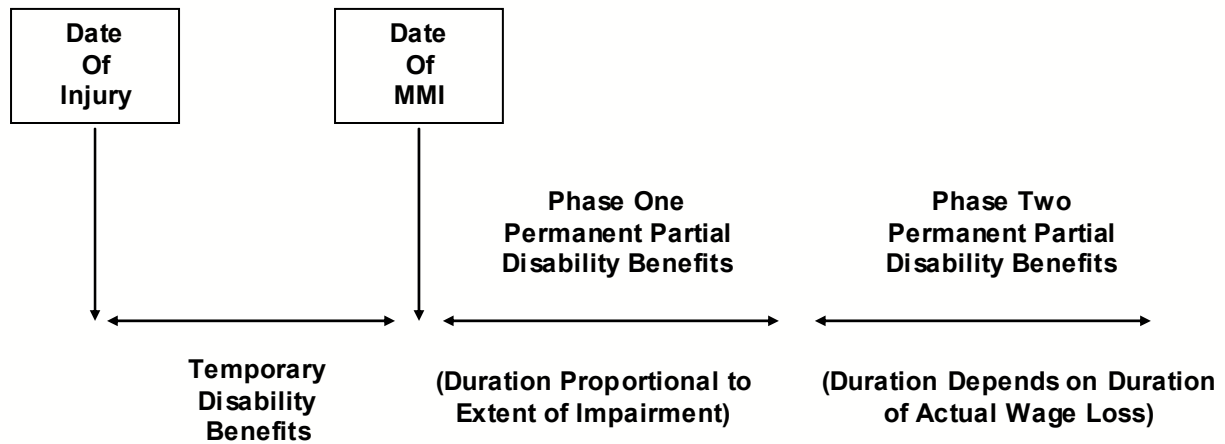 Date
Of
Injury
Date
Of
MMI
Phase One
Permanent Partial
Disability Benefits
Phase Two
Permanent Partial
Disability Benefits
Temporary
Disability
Benefits
(Duration Proportional to
Extent of Impairment)
(Duration Depends on Duration
of Actual Wage Loss)